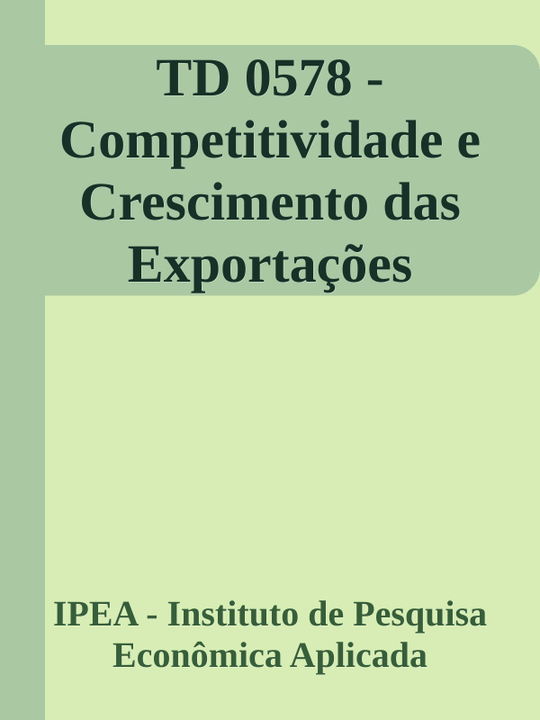 TD 0578 -
Competitividade e
Crescimento das
Exportações
IPEA - Instituto de Pesquisa
Econômica Aplicada